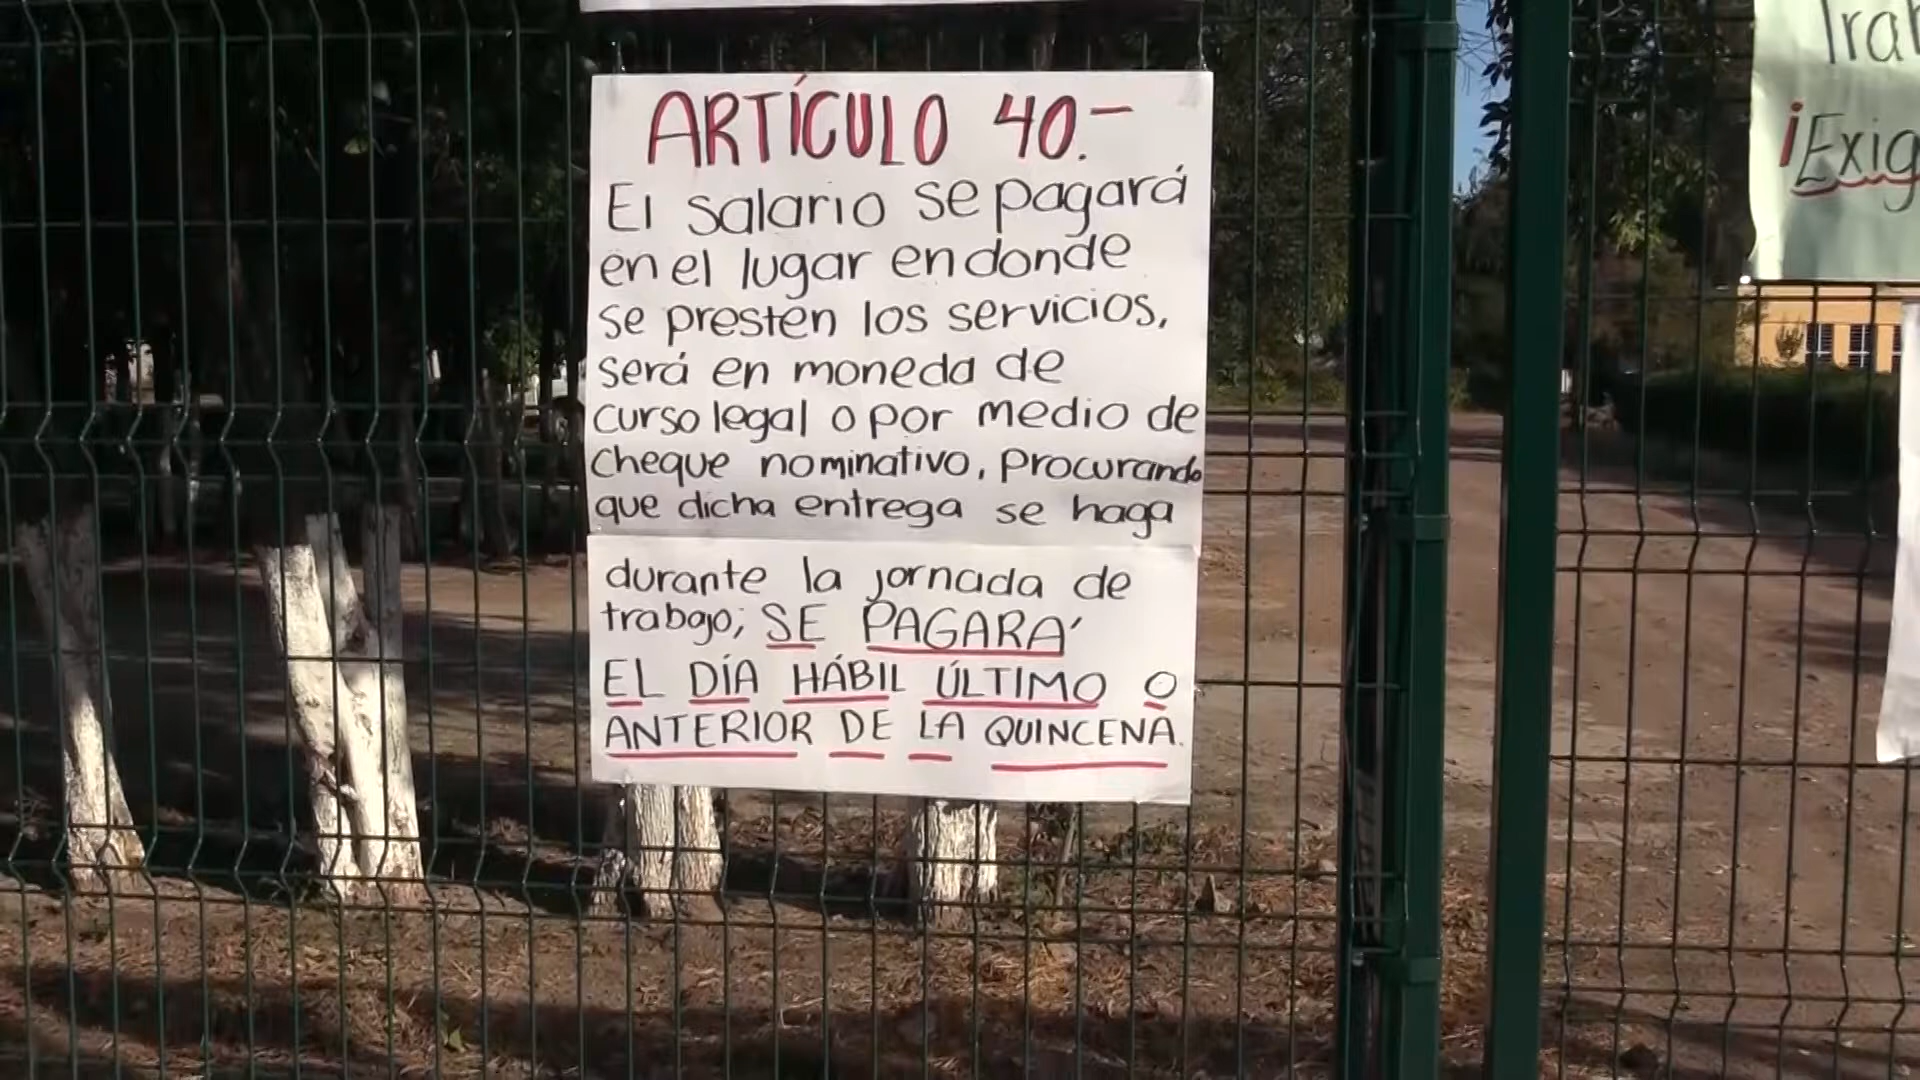 ARTÍCULO 40.-
El salario se pagará
en el lugar en donde
se presten los servicios,
será en moneda de
curso legal o por medio de
cheque nominativo, procurando
que dicha entrega se haga
durante la jornada de
trabajo; SE PAGARÁ
EL DÍA HÁBIL ÚLTIMO O
ANTERIOR DE LA QUINCENA.